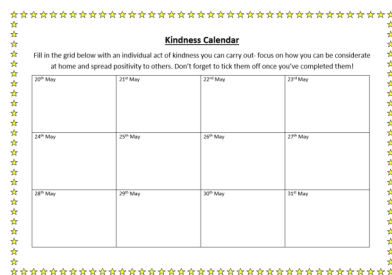 Kindness Calendar
Fill in the grid below with an individual act of kindness you can carry out- focus on how you can be considerate
at home and spread positivity to others. Don't forget to tick them off once you've completed them!
20th May 21st May 22nd May 23rd May
24th May 25th May 26th May 27th May
28th May 29th May 30th May 31st May